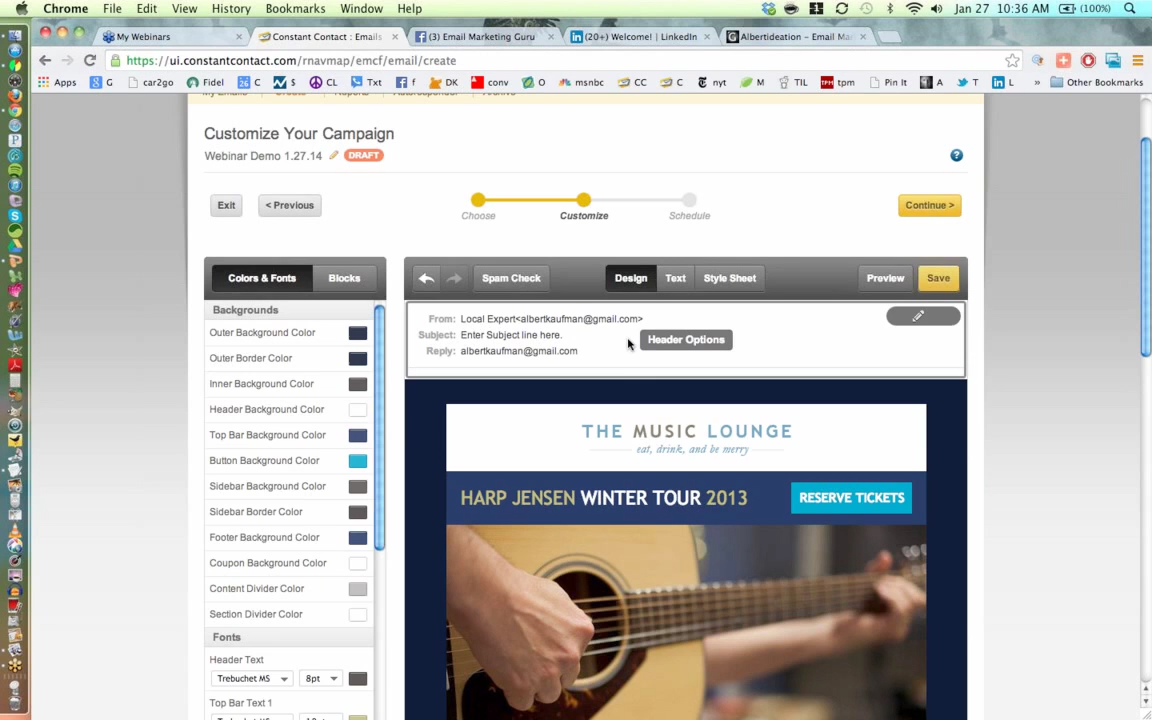 Chrome File Edit View History Bookmarks Window Help Jan 27 10:36 AM (100%)
My Webinars Constant Contact : Emails (3) Email Marketing Guru (20+) Welcome! | LinkedIn Albertideation – Email Ma
https://ui.constantcontact.com/rnavmap/emcf/email/create
Apps G car2go Fidel C $ CL Txt f DK conv O msnbc CC C nyt M TIL tpm Pin It A T L » Other Bookmarks
Customize Your Campaign
Webinar Demo 1.27.14 DRAFT ?
Exit < Previous Continue >
Choose Customize Schedule
Colors & Fonts Blocks Spam Check Design Text Style Sheet Preview Save
Backgrounds
Outer Background Color
Outer Border Color
Inner Background Color
Header Background Color
Top Bar Background Color
Button Background Color
Sidebar Background Color
Sidebar Border Color
Footer Background Color
Coupon Background Color
Content Divider Color
Section Divider Color
Fonts
Header Text
Trebuchet MS 8pt
Top Bar Text 1
From: Local Expert<albertkaufman@gmail.com>
Subject: Enter Subject line here.
Header Options
Reply: albertkaufman@gmail.com
THE MUSIC LOUNGE
eat, drink, and be merry
HARP JENSEN WINTER TOUR 2013 RESERVE TICKETS